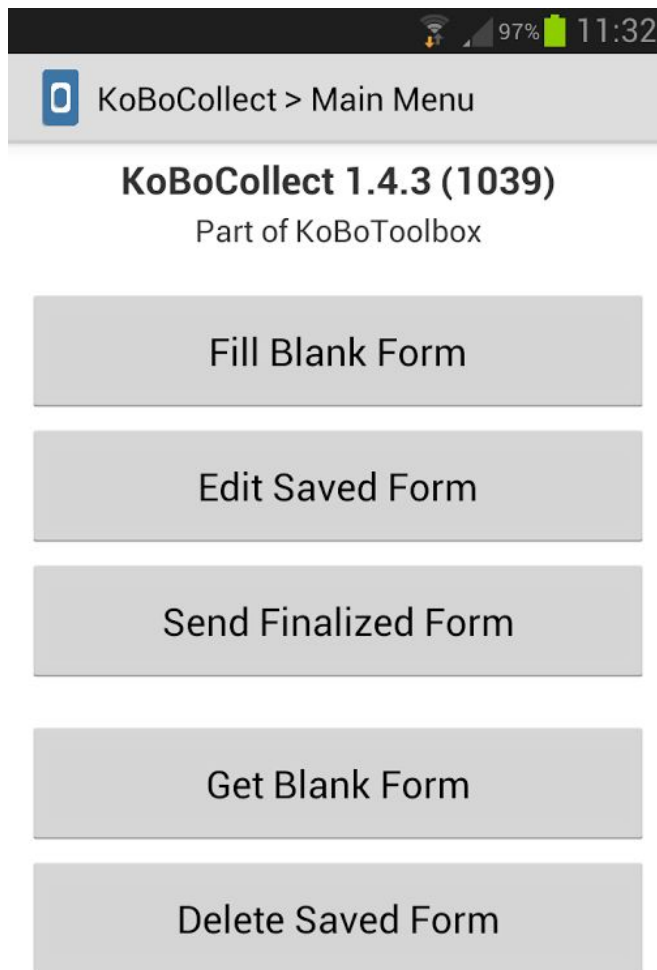 97% 11:32
KoBoCollect > Main Menu
KoBoCollect 1.4.3 (1039)
Part of KoBoToolbox
Fill Blank Form
Edit Saved Form
Send Finalized Form
Get Blank Form
Delete Saved Form